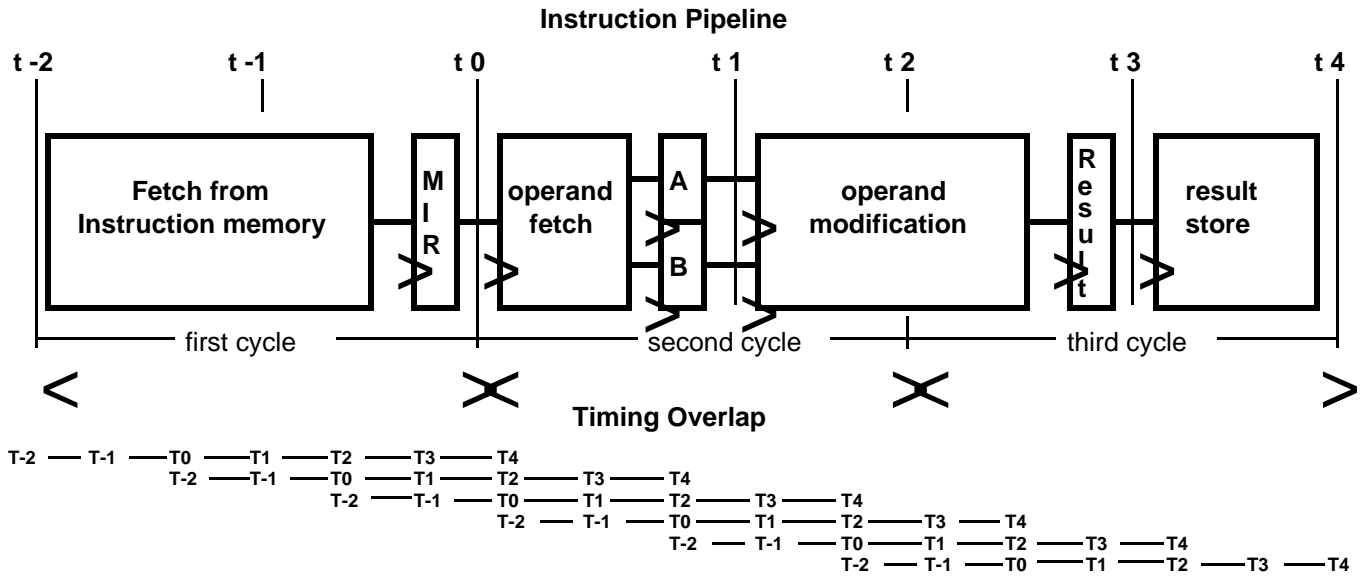 Instruction Pipeline
t -2 t -1 t 0 t 1 t 2 t 3 t 4
Fetch from
Instruction memory
M
I
R
operand
fetch
A
B
operand
modification
R
e
s
u
l
t
result
store
first cycle second cycle third cycle
Timing Overlap
T-2 T-1 T0 T1 T2 T3 T4
T-2 T-1 T0 T1 T2 T3 T4
T-2 T-1 T0 T1 T2 T3 T4
T-2 T-1 T0 T1 T2 T3 T4
T-2 T-1 T0 T1 T2 T3 T4
T-2 T-1 T0 T1 T2 T3 T4